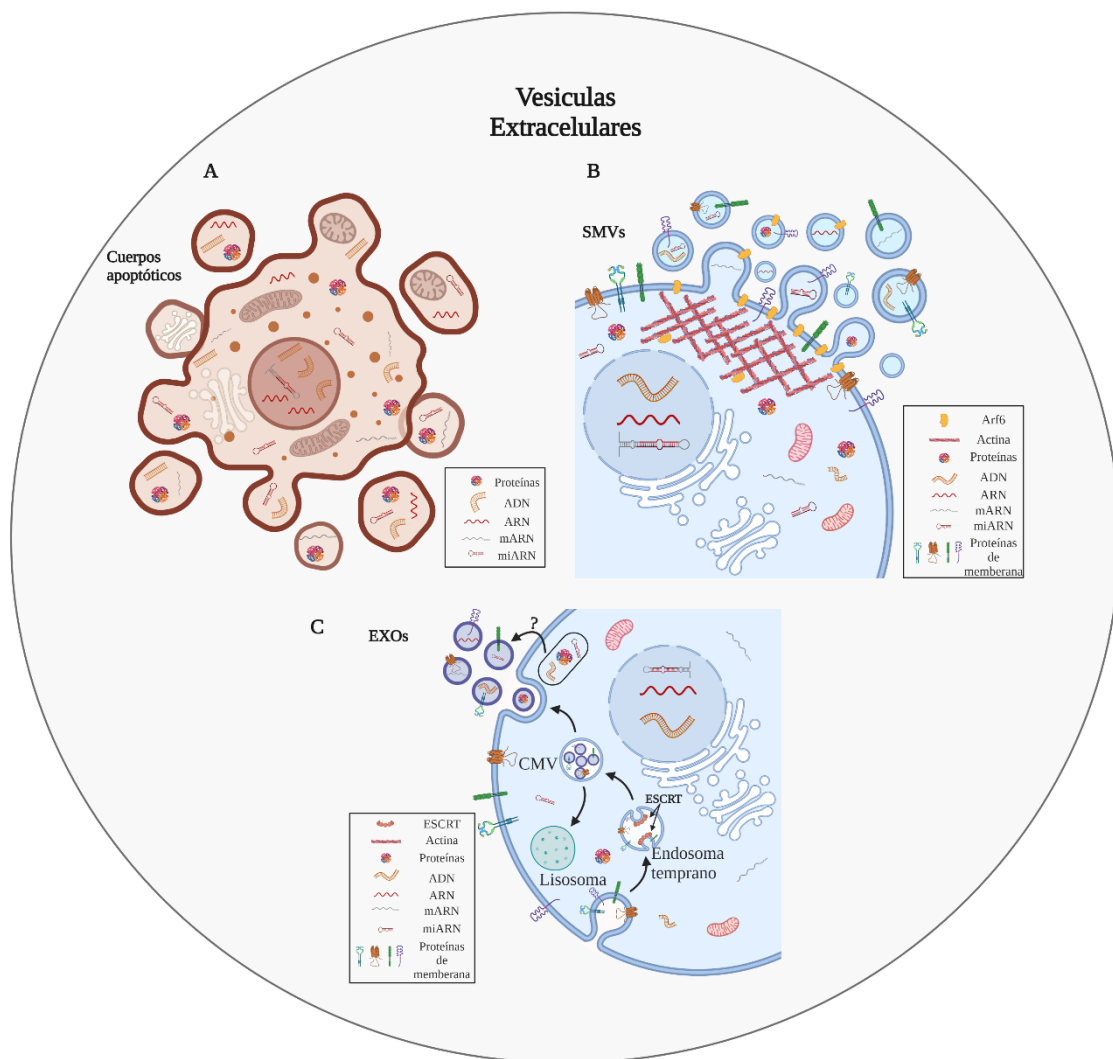 Vesiculas
Extracelulares
A
Cuerpos
apoptóticos
Proteínas
ADN
ARN
mARN
miARN
B
SMVs
Arf6
Actina
Proteínas
ADN
ARN
mARN
miARN
Proteínas
de
memberana
C
EXOs
?
CMV
ESCRT
Endosoma
temprano
Lisosoma
ESCRT
Actina
Proteínas
ADN
ARN
mARN
miARN
Proteínas
de
memberana